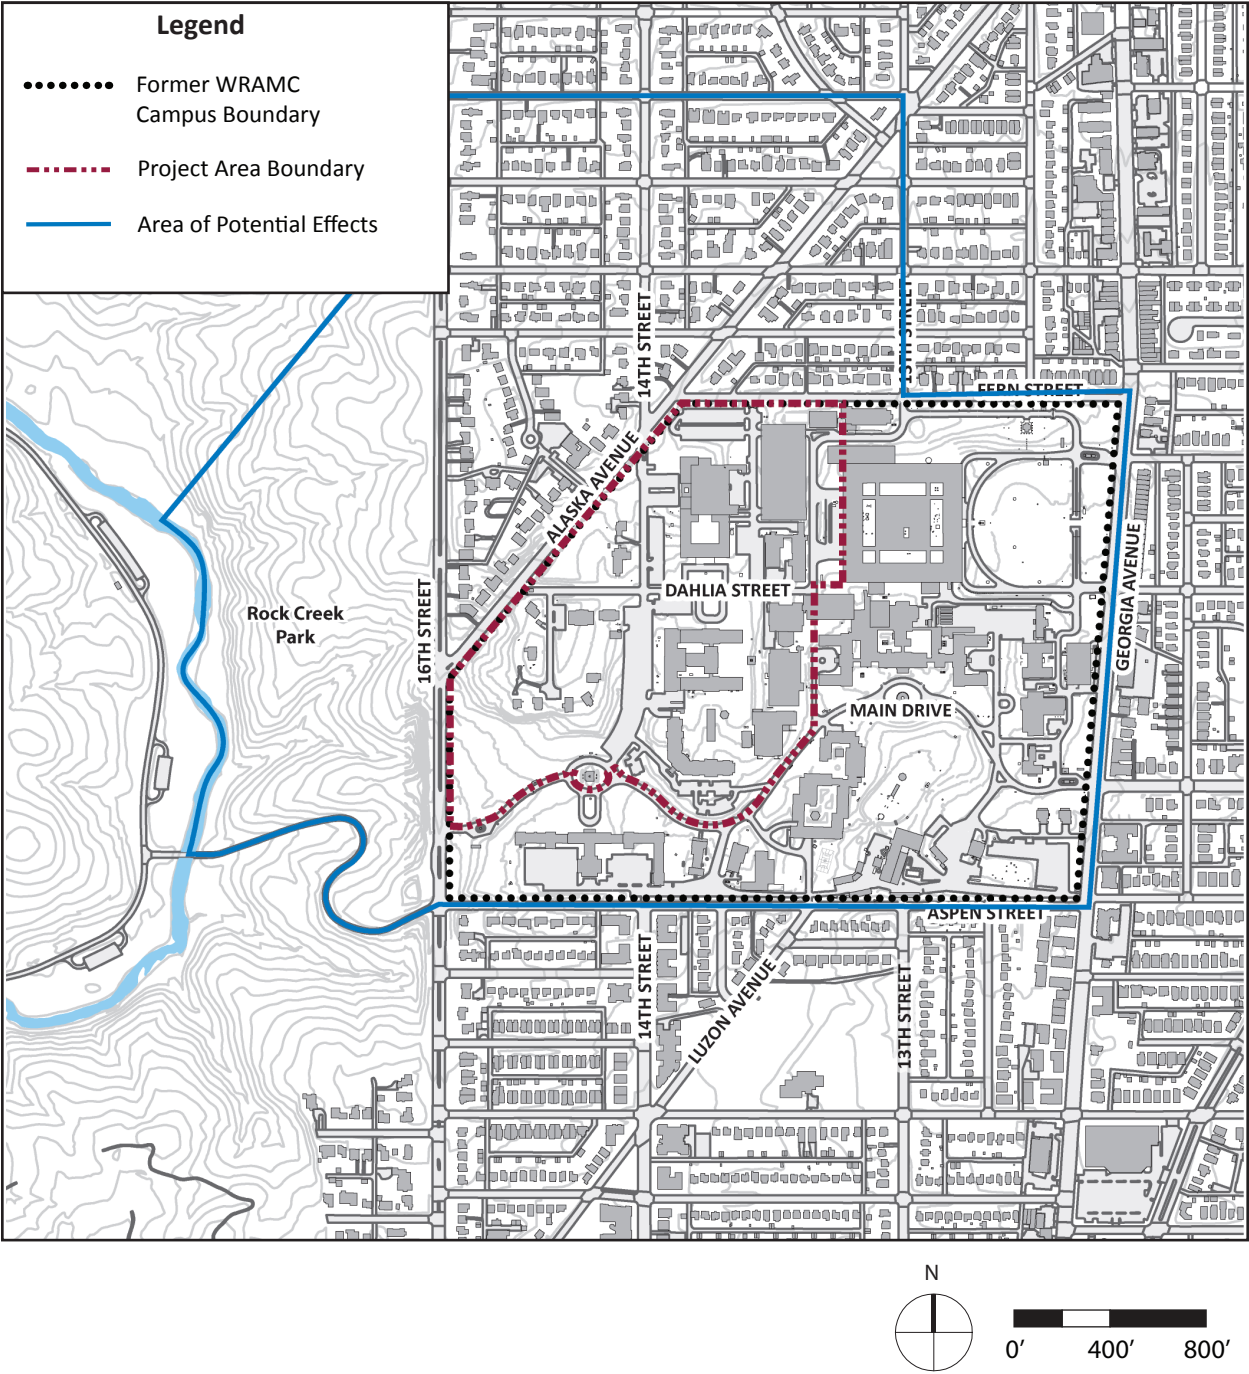 Legend
Former WRAMC
Campus Boundary
Project Area Boundary
Area of Potential Effects
14TH STREET
13TH STREET
FERN STREET
ALASKA AVENUE
GEORGIA AVENUE
16TH STREET
Rock Creek
Park
DAHLIA STREET
MAIN DRIVE
ASPEN STREET
14TH STREET
LUZON AVENUE
13TH STREET
N
0’
400’
800’